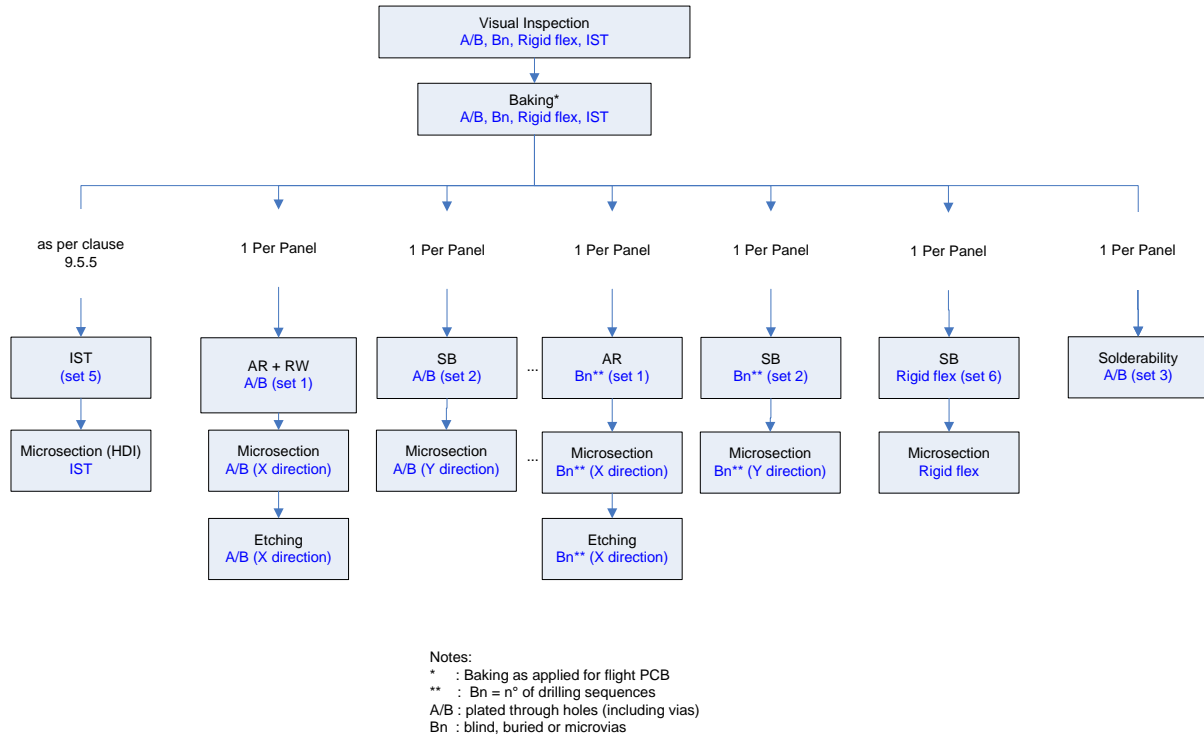 Visual Inspection
A/B, Bn, Rigid flex, IST
Baking*
A/B, Bn, Rigid flex, IST
as per clause
9.5.5
1 Per Panel
1 Per Panel
1 Per Panel
1 Per Panel
1 Per Panel
1 Per Panel
IST
(set 5)
AR + RW
A/B (set 1)
SB
A/B (set 2)
...
AR
Bn** (set 1)
SB
Bn** (set 2)
SB
Rigid flex (set 6)
Solderability
A/B (set 3)
Microsection (HDI)
IST
Microsection
A/B (X direction)
Microsection
A/B (Y direction)
...
Microsection
Bn** (X direction)
Microsection
Bn** (Y direction)
Microsection
Rigid flex
Etching
A/B (X direction)
Etching
Bn** (X direction)
Notes:
* : Baking as applied for flight PCB
** : Bn = n° of drilling sequences
A/B : plated through holes (including vias)
Bn : blind, buried or microvias